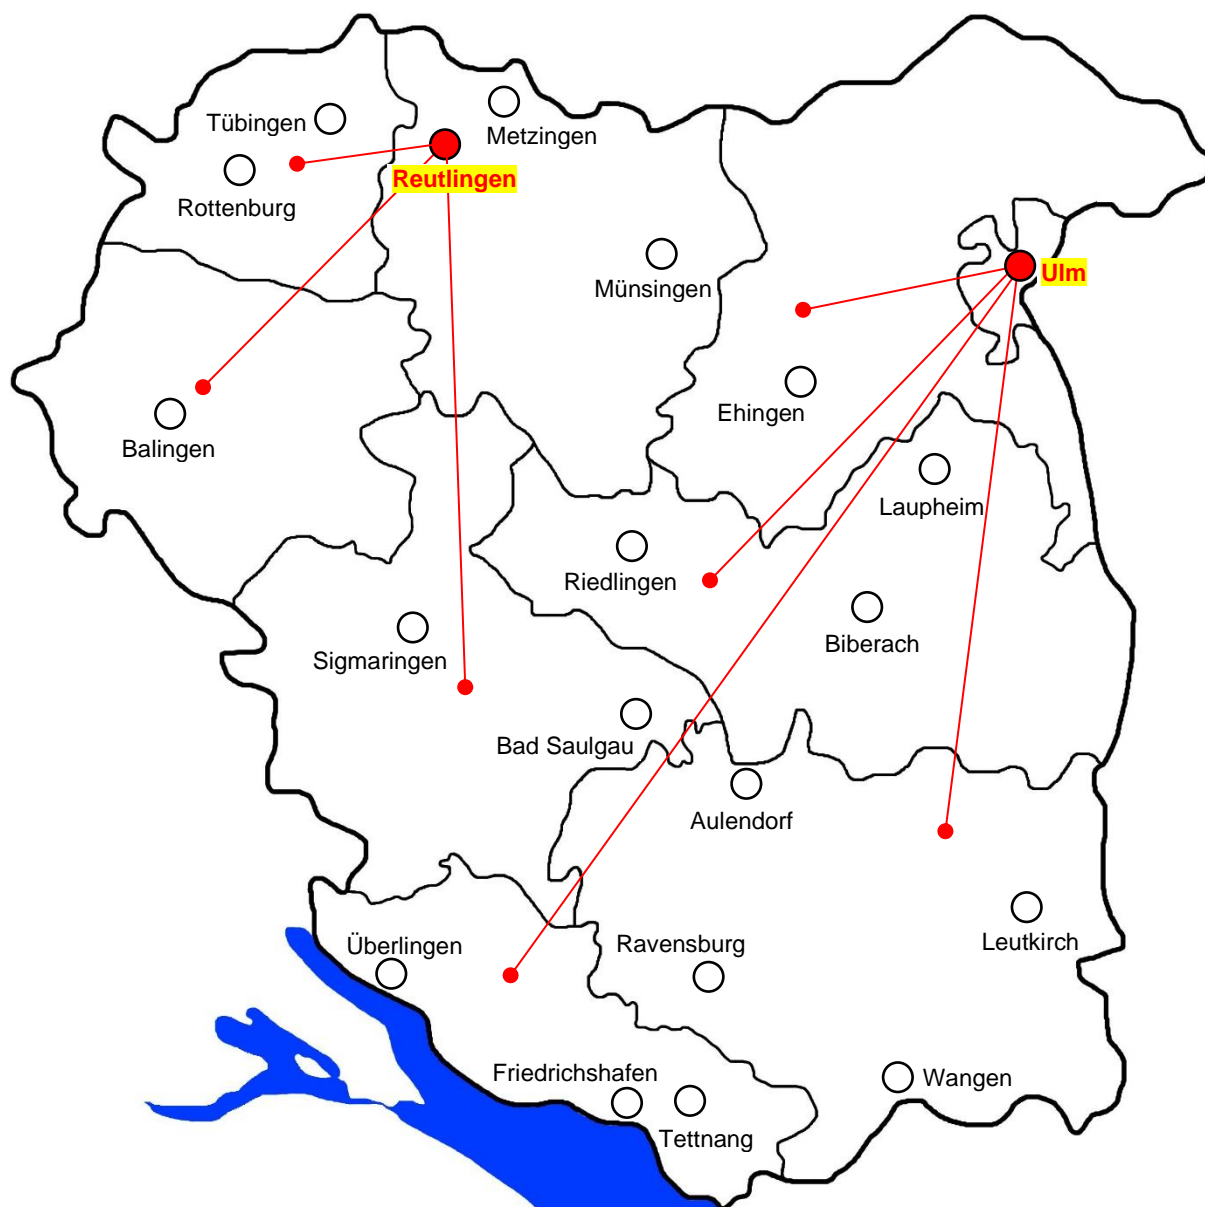 Tübingen
Metzingen
Reutlingen
Rottenburg
Münsingen
Ulm
Ehingen
Balingen
Laupheim
Riedlingen
Biberach
Sigmaringen
Bad Saulgau
Aulendorf
Überlingen
Ravensburg
Leutkirch
Friedrichshafen
Wangen
Tettnang